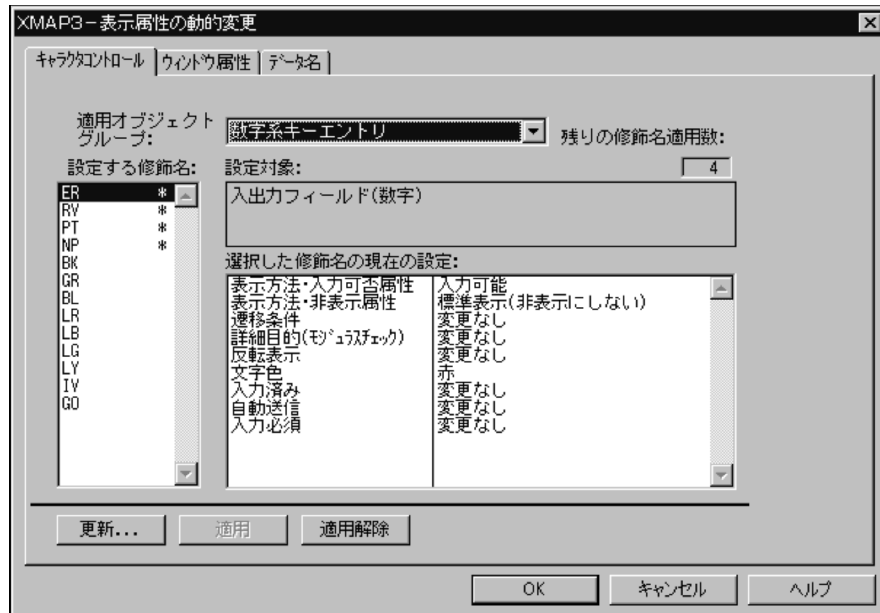 XMAP3－表示属性の動的変更
キャラクタコントロール ウィンドウ属性 データ名
適用オブジェクト
グループ:
数字系キーエントリ
残りの修飾名適用数:
設定する修飾名:
設定対象:
4
ER *
RV *
PT *
NP *
BK
GR
BL
LR
LB
LG
LY
IV
GO
入出力フィールド(数字)
選択した修飾名の現在の設定:
表示方法・入力可否属性 入力可能
表示方法・非表示属性 標準表示(非表示にしない)
遷移条件 変更なし
詳細目的(モジュラスチェック) 変更なし
反転表示 変更なし
文字色 赤
入力済み 変更なし
自動送信 変更なし
入力必須 変更なし
更新... 適用 適用解除
OK キャンセル ヘルプ